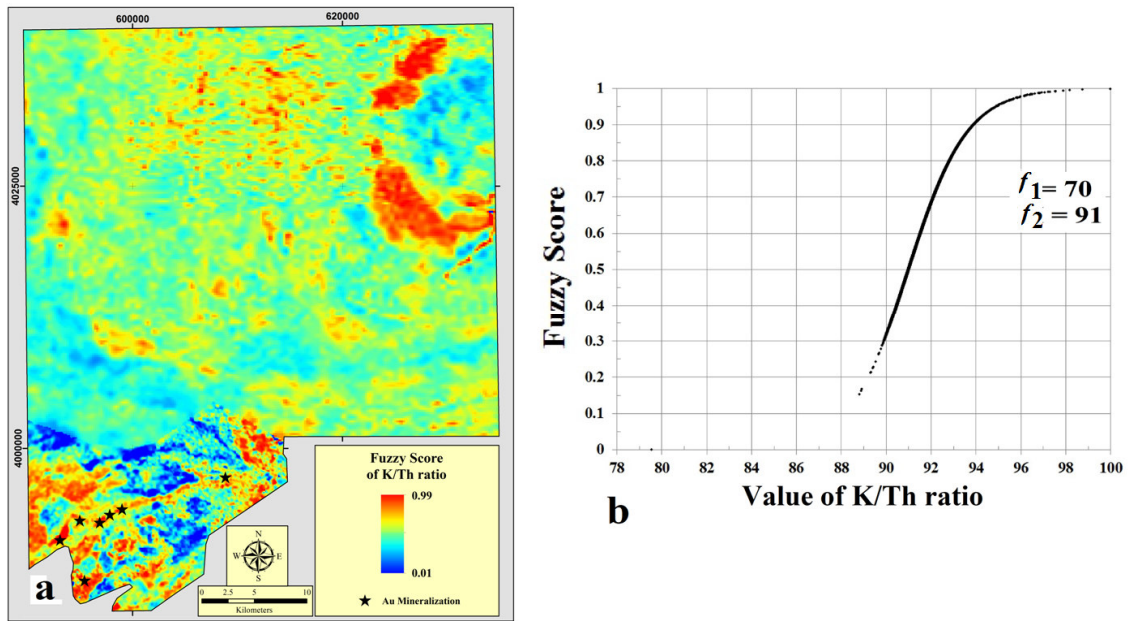 600000
620000
4025000
4000000
Fuzzy Score
of K/Th ratio
0.99
0.01
Au Mineralization
N
W
E
S
0
2.5
5
10
Kilometers
a
1
0.9
0.8
0.7
0.6
0.5
0.4
0.3
0.2
0.1
0
Fuzzy Score
f1= 70
f2 = 91
78
80
82
84
86
88
90
92
94
96
98
100
Value of K/Th ratio
b